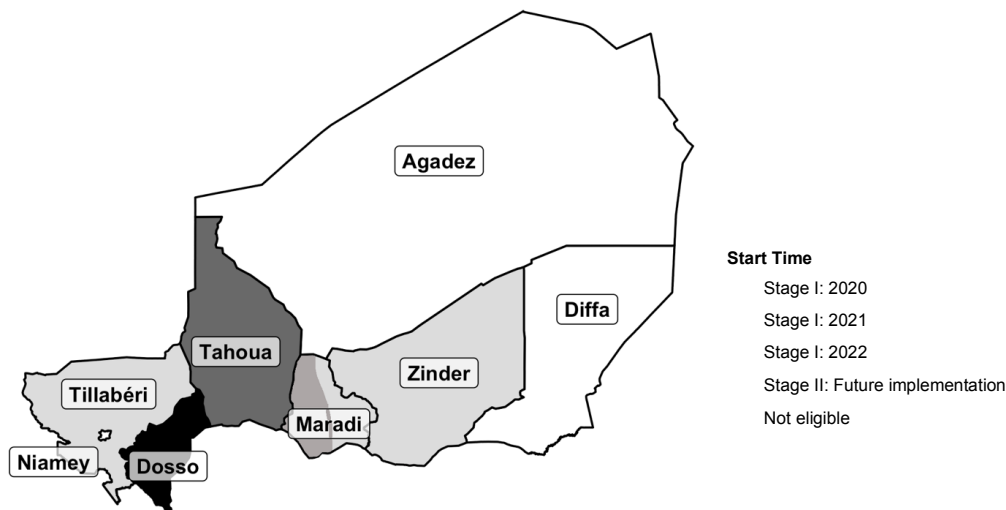 Agadez
Diffa
Tahoua
Zinder
Tillabéri
Maradi
Niamey
Dosso
Start Time
Stage I: 2020
Stage I: 2021
Stage I: 2022
Stage II: Future implementation
Not eligible